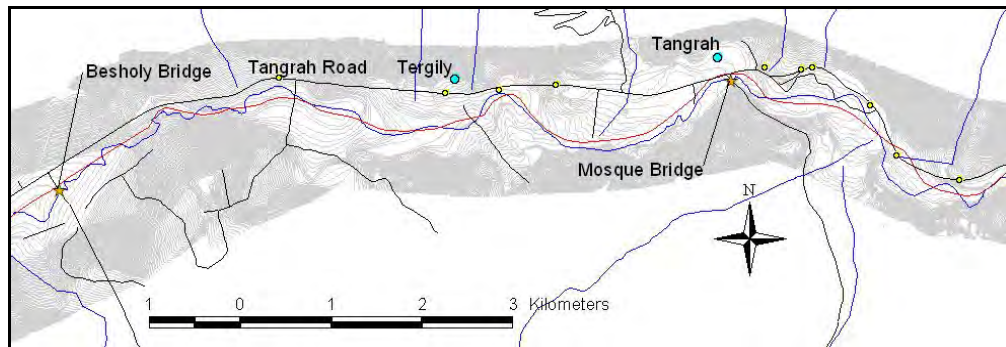 Tangrah
Besholy Bridge
Tangrah Road
Tergily
Mosque Bridge
N
1 0 1 2 3 Kilometers